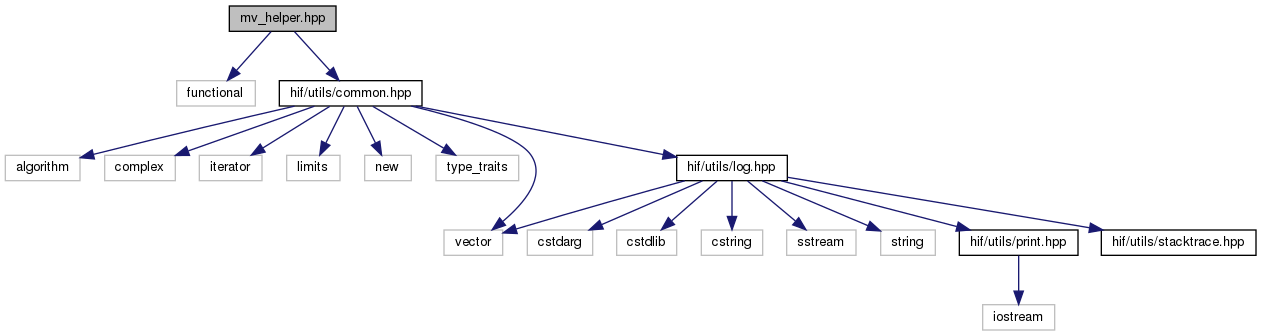 mv_helper.hpp
functional
hif/utils/common.hpp
algorithm
complex
iterator
limits
new
type_traits
hif/utils/log.hpp
vector
cstdarg
cstdlib
cstring
sstream
string
hif/utils/print.hpp
hif/utils/stacktrace.hpp
iostream